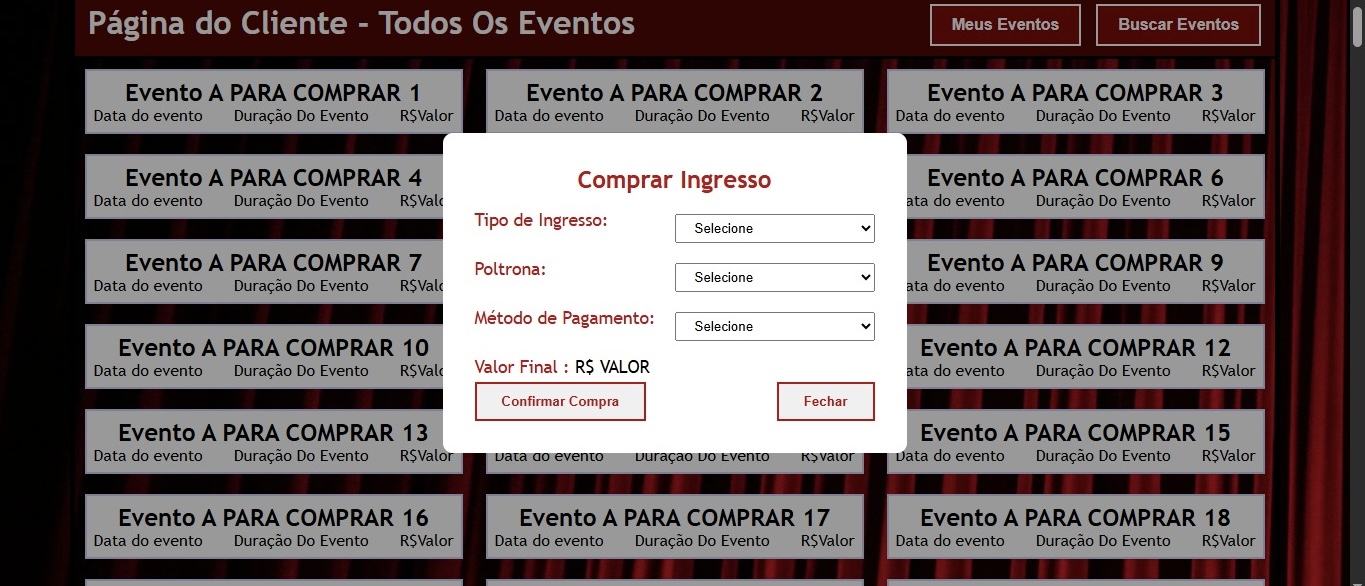 Página do Cliente - Todos Os Eventos
Meus Eventos
Buscar Eventos
Evento A PARA COMPRAR 1
Data do evento Duração Do Evento R$Valor
Evento A PARA COMPRAR 2
Data do evento Duração Do Evento R$Valor
Evento A PARA COMPRAR 3
Data do evento Duração Do Evento R$Valor
Evento A PARA COMPRAR 4
Data do evento Duração Do Evento
Evento A PARA COMPRAR 6
do evento Duração Do Evento R$Valor
Evento A PARA COMPRAR 7
Data do evento Duração Do Evento
Evento A PARA COMPRAR 9
do evento Duração Do Evento R$Valor
Evento A PARA COMPRAR 10
Data do evento Duração Do Evento
Evento A PARA COMPRAR 12
do evento Duração Do Evento R$Valor
Evento A PARA COMPRAR 13
Data do evento Duração Do Evento R$Valor
Data do evento Duração Do Evento R$Valor
Evento A PARA COMPRAR 15
Data do evento Duração Do Evento R$Valor
Evento A PARA COMPRAR 16
Data do evento Duração Do Evento R$Valor
Evento A PARA COMPRAR 17
Data do evento Duração Do Evento R$Valor
Evento A PARA COMPRAR 18
Data do evento Duração Do Evento R$Valor
Comprar Ingresso
Tipo de Ingresso: Selecione
Poltrona: Selecione
Método de Pagamento: Selecione
Valor Final : R$ VALOR
Confirmar Compra
Fechar